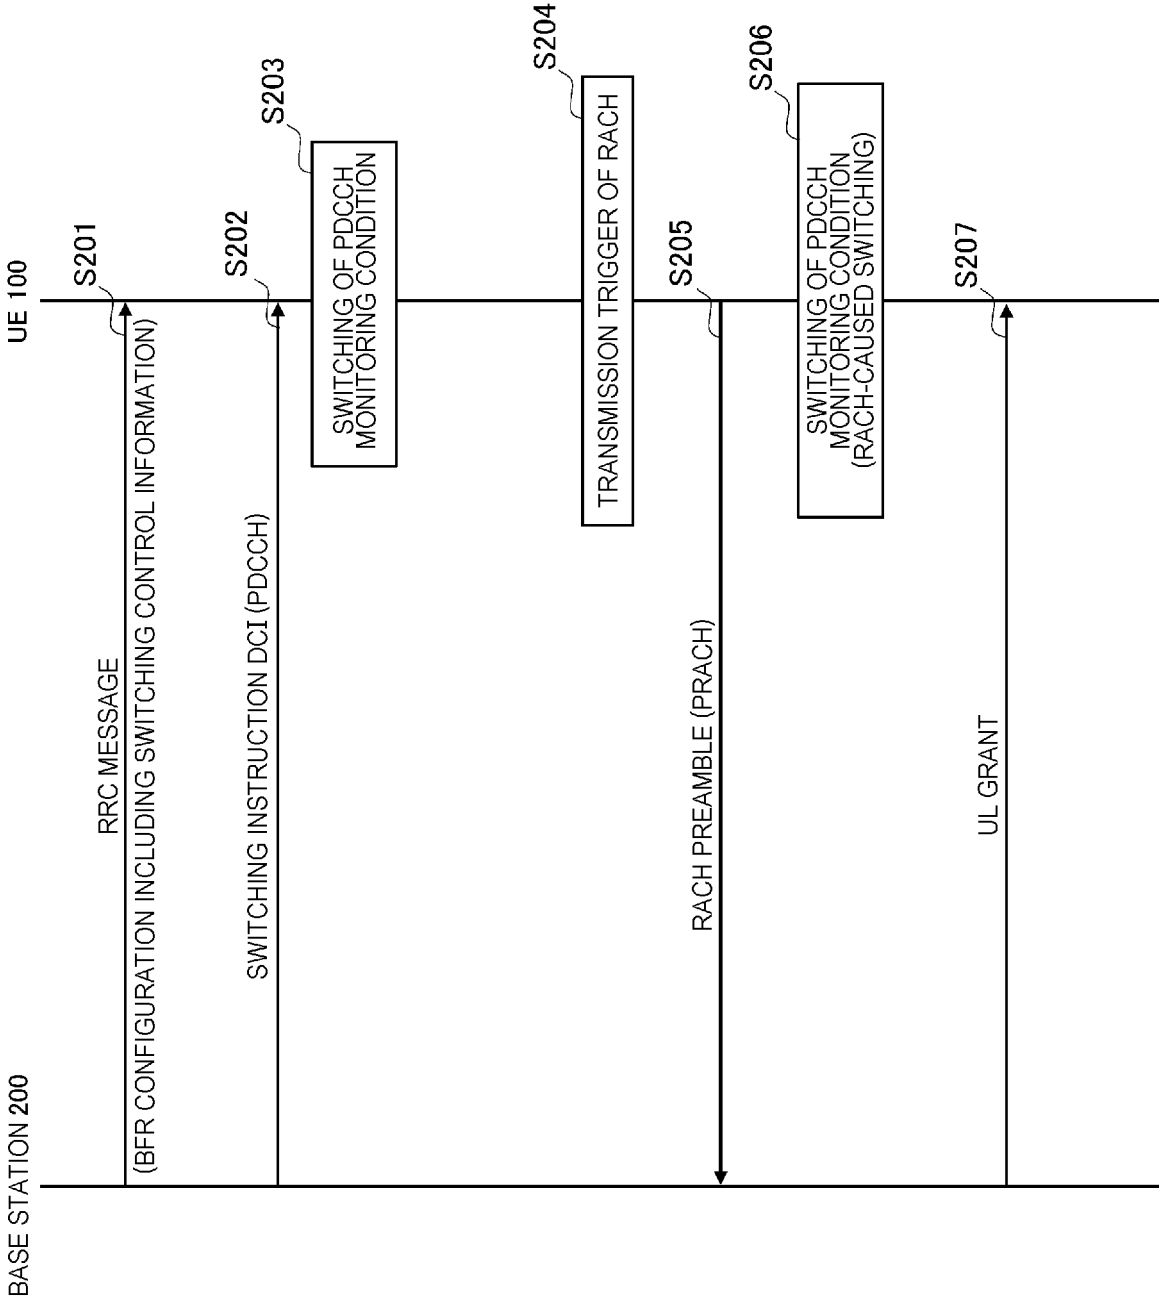 BASE STATION 200
UE 100
RRC MESSAGE
(BFR CONFIGURATION INCLUDING SWITCHING CONTROL INFORMATION)
S201
SWITCHING INSTRUCTION DCI (PDCCH)
S202
S203
SWITCHING OF PDCCH
MONITORING CONDITION
S204
TRANSMISSION TRIGGER OF RACH
RACH PREAMBLE (PRACH)
S205
S206
SWITCHING OF PDCCH
MONITORING CONDITION
(RACH-CAUSED SWITCHING)
UL GRANT
S207